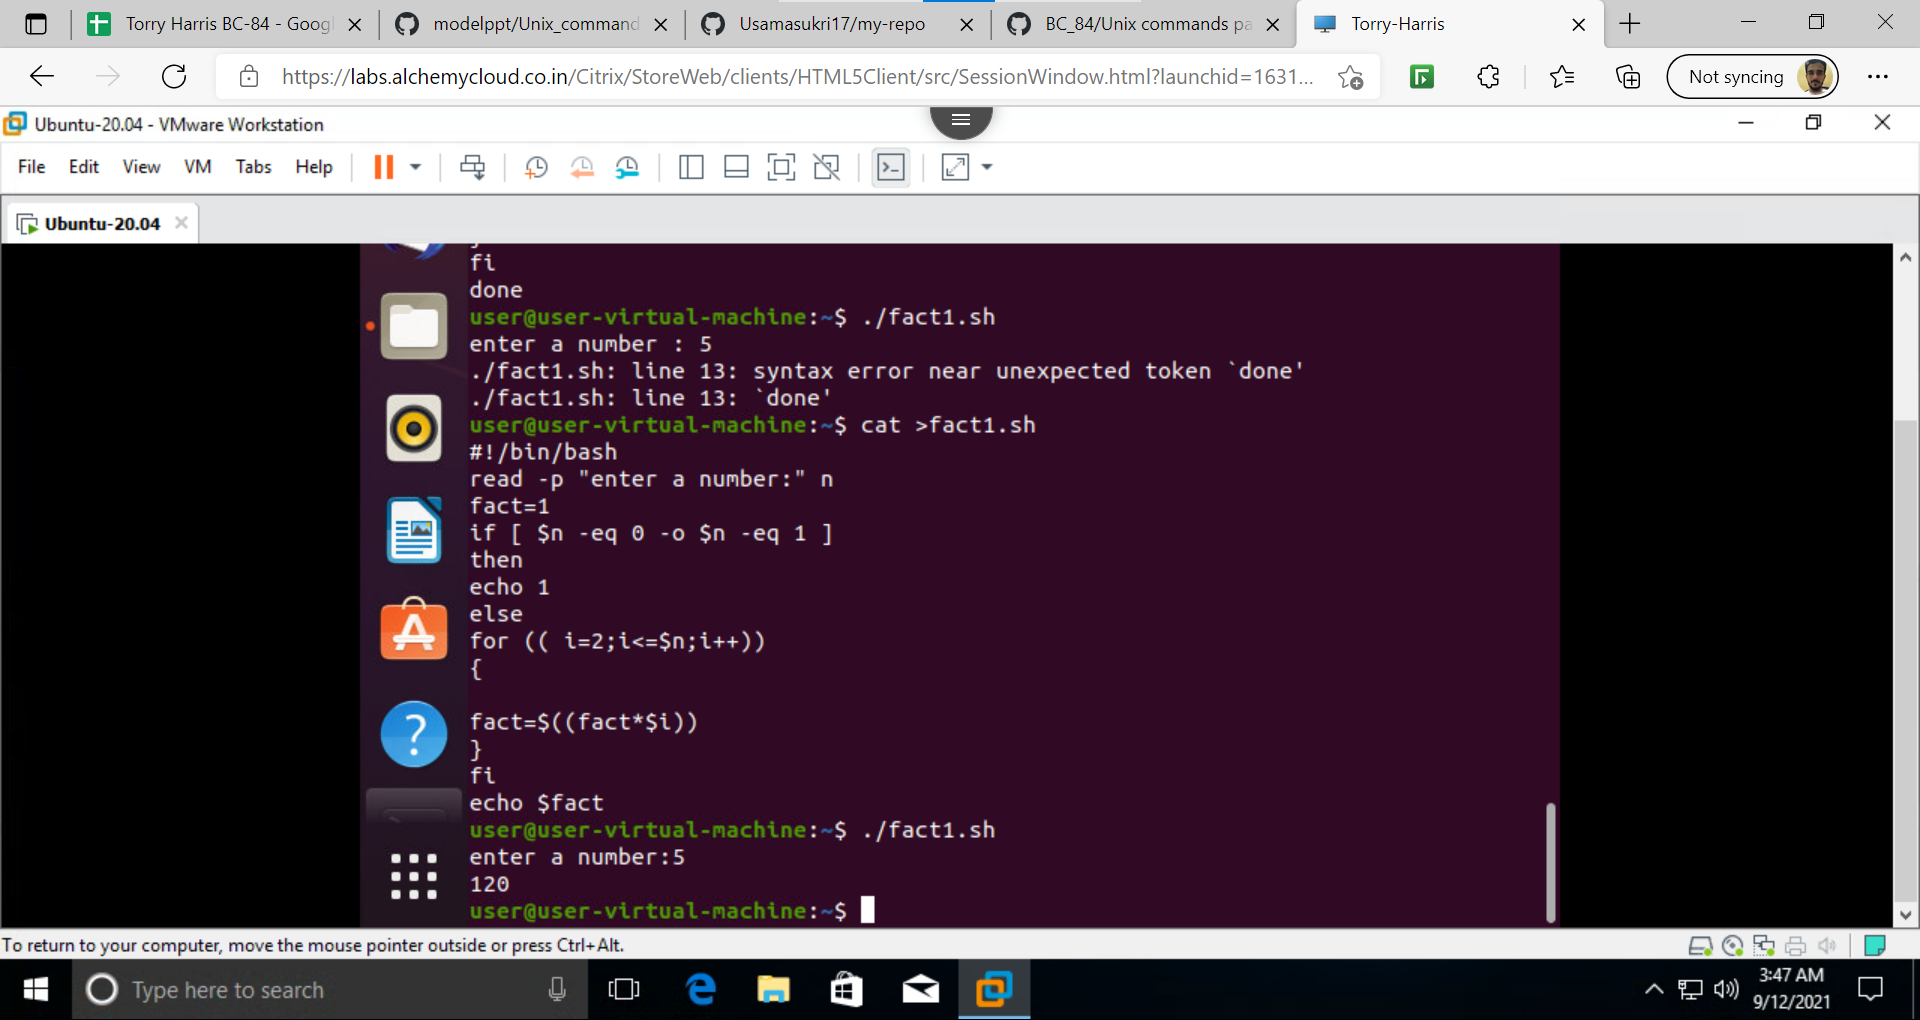 Torry Harris BC-84 - Goog
modelppt/Unix_command
Usamasukri17/my-repo
BC_84/Unix commands pa
Torry-Harris
https://labs.alchemycloud.co.in/Citrix/StoreWeb/clients/HTML5Client/src/SessionWindow.html?launchid=1631...
Not syncing
Ubuntu-20.04 - VMware Workstation
File Edit View VM Tabs Help
Ubuntu-20.04
fi
done
user@user-virtual-machine:~$ ./fact1.sh
enter a number : 5
./fact1.sh: line 13: syntax error near unexpected token `done'
./fact1.sh: line 13: `done'
user@user-virtual-machine:~$ cat >fact1.sh
#!/bin/bash
read -p "enter a number:" n
fact=1
if [ $n -eq 0 -o $n -eq 1 ]
then
echo 1
else
for (( i=2;i<=$n;i++))
{
fact=$((fact*$i))
}
fi
echo $fact
user@user-virtual-machine:~$ ./fact1.sh
enter a number:5
120
user@user-virtual-machine:~$
To return to your computer, move the mouse pointer outside or press Ctrl+Alt.
Type here to search
3:47 AM
9/12/2021